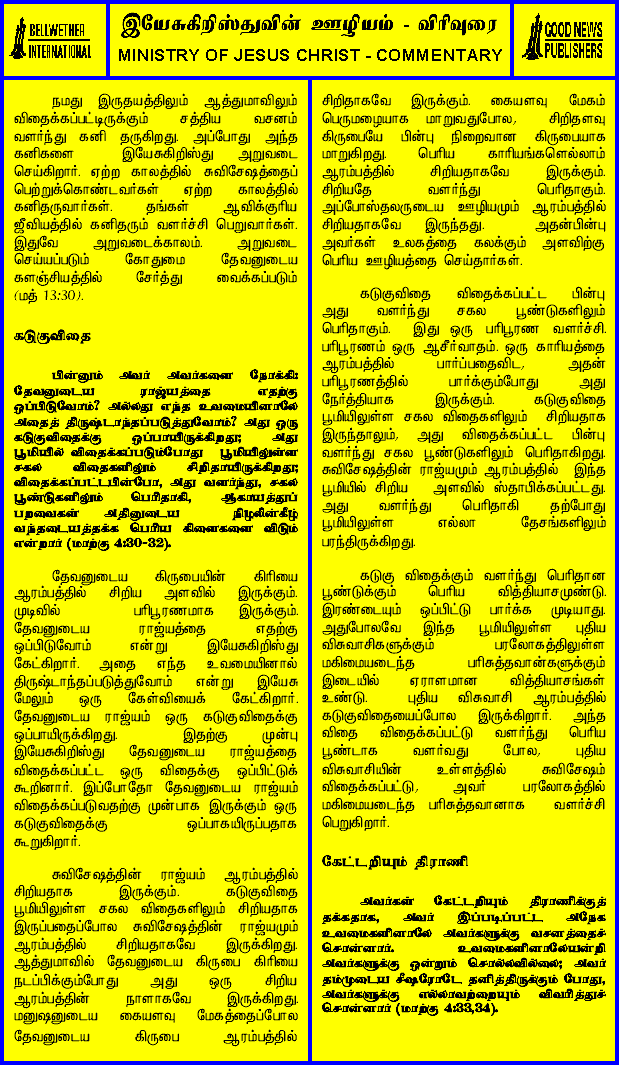 BELLWETHER
INTERNATIONAL
இயேசுகிறிஸ்துவின் ஊழியம் - விரிவுரை
MINISTRY OF JESUS CHRIST - COMMENTARY
GOOD NEWS
PUBLISHERS
நமது இருதயத்திலும் ஆத்துமாவிலும்
விதைக்கப்பட்டிருக்கும் சத்திய வசனம்
வளர்ந்து கனி தருகிறது. அப்போது அந்த
கனிகளை இயேசுகிறிஸ்து அறுவடை
செய்கிறார். ஏற்ற காலத்தில் சுவிசேஷத்தைப்
பெற்றுக்கொண்டவர்கள் ஏற்ற காலத்தில்
கனிதருவார்கள். தங்கள் ஆவிக்குரிய
ஜீவியத்தில் கனிதரும் வளர்ச்சி பெறுவார்கள்.
இதுவே அறுவடைக்காலம். அறுவடை
செய்யப்படும் கோதுமை தேவனுடைய
களஞ்சியத்தில் சேர்த்து வைக்கப்படும்
(மத் 13:30).
கடுகுவிதை
பின்னும் அவர் அவர்களை நோக்கி:
தேவனுடைய ராஜ்யத்தை எதற்கு
ஒப்பிடுவோம்? அல்லது எந்த உவமையினாலே
அதைத் திருஷ்டாந்தப்படுத்துவோம்? அது ஒரு
கடுகுவிதைக்கு ஒப்பாயிருக்கிறது; அது
பூமியில் விதைக்கப்படும்போது பூமியிலுள்ள
சகல விதைகளிலும் சிறிதாயிருக்கிறது;
விதைக்கப்பட்டபின்போ, அது வளர்ந்து, சகல
பூண்டுகளிலும் பெரிதாகி, ஆகாயத்துப்
பறவைகள் அதினுடைய நிழலின்கீழ்
வந்தடையத்தக்க பெரிய கிளைகளை விடும்
என்றார் (மாற்கு 4:30-32).
தேவனுடைய கிருபையின் கிரியை
ஆரம்பத்தில் சிறிய அளவில் இருக்கும்.
முடிவில் பரிபூரணமாக இருக்கும்.
தேவனுடைய ராஜ்யத்தை எதற்கு
ஒப்பிடுவோம் என்று இயேசுகிறிஸ்து
கேட்கிறார். அதை எந்த உவமையினால்
திருஷ்டாந்தப்படுத்துவோம் என்று இயேசு
மேலும் ஒரு கேள்வியைக் கேட்கிறார்.
தேவனுடைய ராஜ்யம் ஒரு கடுகுவிதைக்கு
ஒப்பாயிருக்கிறது. இதற்கு முன்பு
இயேசுகிறிஸ்து தேவனுடைய ராஜ்யத்தை
விதைக்கப்பட்ட ஒரு விதைக்கு ஒப்பிட்டுக்
கூறினார். இப்போதோ தேவனுடைய ராஜ்யம்
விதைக்கப்படுவதற்கு முன்பாக இருக்கும் ஒரு
கடுகுவிதைக்கு ஒப்பாகயிருப்பதாக
கூறுகிறார்.
சுவிசேஷத்தின் ராஜ்யம் ஆரம்பத்தில்
சிறியதாக இருக்கும். கடுகுவிதை
பூமியிலுள்ள சகல விதைகளிலும் சிறியதாக
இருப்பதைப்போல சுவிசேஷத்தின் ராஜ்யமும்
ஆரம்பத்தில் சிறியதாகவே இருக்கிறது.
ஆத்துமாவில் தேவனுடைய கிருபை கிரியை
நடப்பிக்கும்போது அது ஒரு சிறிய
ஆரம்பத்தின் நாளாகவே இருக்கிறது.
மனுஷனுடைய கையளவு மேகத்தைப்போல
தேவனுடைய கிருபை ஆரம்பத்தில்
சிறிதாகவே இருக்கும். கையளவு மேகம்
பெருமழையாக மாறுவதுபோல, சிறிதளவு
கிருபையே பின்பு நிறைவான கிருபையாக
மாறுகிறது. பெரிய காரியங்களெல்லாம்
ஆரம்பத்தில் சிறியதாகவே இருக்கும்.
சிறியதே வளர்ந்து பெரிதாகும்.
அப்போஸ்தலருடைய ஊழியமும் ஆரம்பத்தில்
சிறியதாகவே இருந்தது. அதன்பின்பு
அவர்கள் உலகத்தை கலக்கும் அளவிற்கு
பெரிய ஊழியத்தை செய்தார்கள்.
கடுகுவிதை விதைக்கப்பட்ட பின்பு
அது வளர்ந்து சகல பூண்டுகளிலும்
பெரிதாகும். இது ஒரு பரிபூரண வளர்ச்சி.
பரிபூரணம் ஒரு ஆசீர்வாதம். ஒரு காரியத்தை
ஆரம்பத்தில் பார்ப்பதைவிட, அதன்
பரிபூரணத்தில் பார்க்கும்போது அது
நேர்த்தியாக இருக்கும். கடுகுவிதை
பூமியிலுள்ள சகல விதைகளிலும் சிறியதாக
இருந்தாலும், அது விதைக்கப்பட்ட பின்பு
வளர்ந்து சகல பூண்டுகளிலும் பெரிதாகிறது.
சுவிசேஷத்தின் ராஜ்யமும் ஆரம்பத்தில் இந்த
பூமியில் சிறிய அளவில் ஸ்தாபிக்கப்பட்டது.
அது வளர்ந்து பெரிதாகி தற்போது
பூமியிலுள்ள எல்லா தேசங்களிலும்
பரந்திருக்கிறது.
கடுகு விதைக்கும் வளர்ந்து பெரிதான
பூண்டுக்கும் பெரிய வித்தியாசமுண்டு.
இரண்டையும் ஒப்பிட்டு பார்க்க முடியாது.
அதுபோலவே இந்த பூமியிலுள்ள புதிய
விசுவாசிகளுக்கும் பரலோகத்திலுள்ள
மகிமையடைந்த பரிசுத்தவான்களுக்கும்
இடையில் ஏராளமான வித்தியாசங்கள்
உண்டு. புதிய விசுவாசி ஆரம்பத்தில்
கடுகுவிதையைப்போல இருக்கிறார். அந்த
விதை விதைக்கப்பட்டு வளர்ந்து பெரிய
பூண்டாக வளர்வது போல, புதிய
விசுவாசியின் உள்ளத்தில் சுவிசேஷம்
விதைக்கப்பட்டு, அவர் பரலோகத்தில்
மகிமையடைந்த பரிசுத்தவானாக வளர்ச்சி
பெறுகிறார்.
கேட்டறியும் திராணி
அவர்கள் கேட்டறியும் திராணிக்குத்
தக்கதாக, அவர் இப்படிப்பட்ட அநேக
உவமைகளினாலே அவர்களுக்கு வசனத்தைச்
சொன்னார். உவமைகளினாலேயன்றி
அவர்களுக்கு ஒன்றும் சொல்லவில்லை; அவர்
தம்முடைய சீஷரோடே தனித்திருக்கும் போது,
அவர்களுக்கு எல்லாவற்றையும் விவரித்துச்
சொன்னார் (மாற்கு 4:33,34).